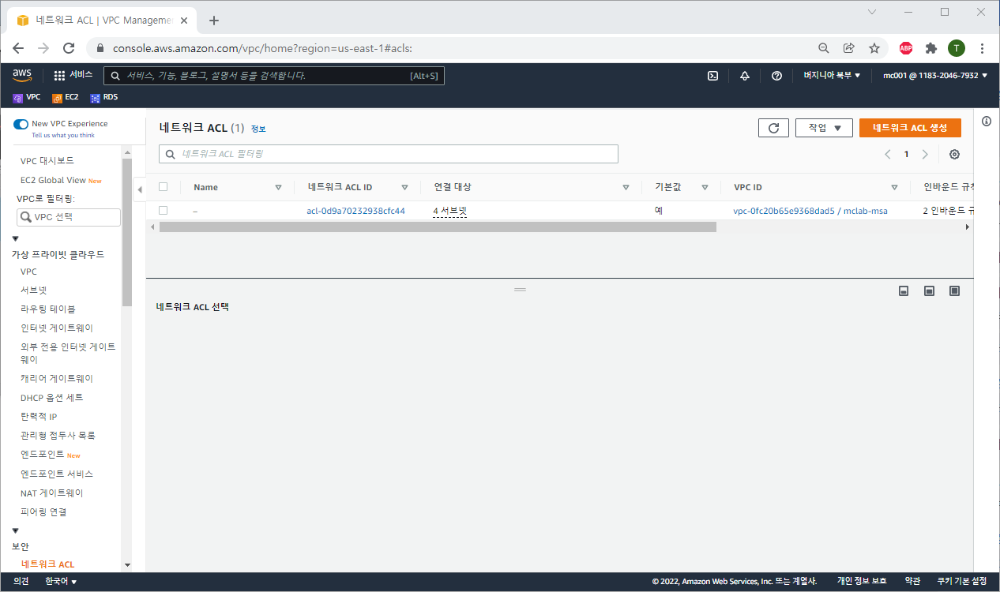 네트워크 ACL | VPC Manageme
console.aws.amazon.com/vpc/home?region=us-east-1#acls:
ABP
T
aws
서비스
서비스, 기능, 블로그, 설명서 등을 검색합니다.
[Alt+S]
버지니아 북부
mc001 @ 1183-2046-7932
VPC
EC2
RDS
New VPC Experience
Tell us what you think
VPC 대시보드
EC2 Global View New
VPC로 필터링:
VPC 선택
가상 프라이빗 클라우드
VPC
서브넷
라우팅 테이블
인터넷 게이트웨이
외부 전용 인터넷 게이트
웨이
캐리어 게이트웨이
DHCP 옵션 세트
탄력적 IP
관리형 접두사 목록
엔드포인트 New
엔드포인트 서비스
NAT 게이트웨이
피어링 연결
보안
네트워크 ACL
네트워크 ACL (1) 정보
작업
네트워크 ACL 생성
네트워크 ACL 필터링
1
Name
네트워크 ACL ID
연결 대상
기본값
VPC ID
인바운드 규칙
–
acl-0d9a70232938cfc44
4 서브넷
예
vpc-0fc20b65e9368dad5 / mclab-msa
2 인바운드 규
네트워크 ACL 선택
의견
한국어
© 2022, Amazon Web Services, Inc. 또는 계열사.
개인 정보 보호
약관
쿠키 기본 설정